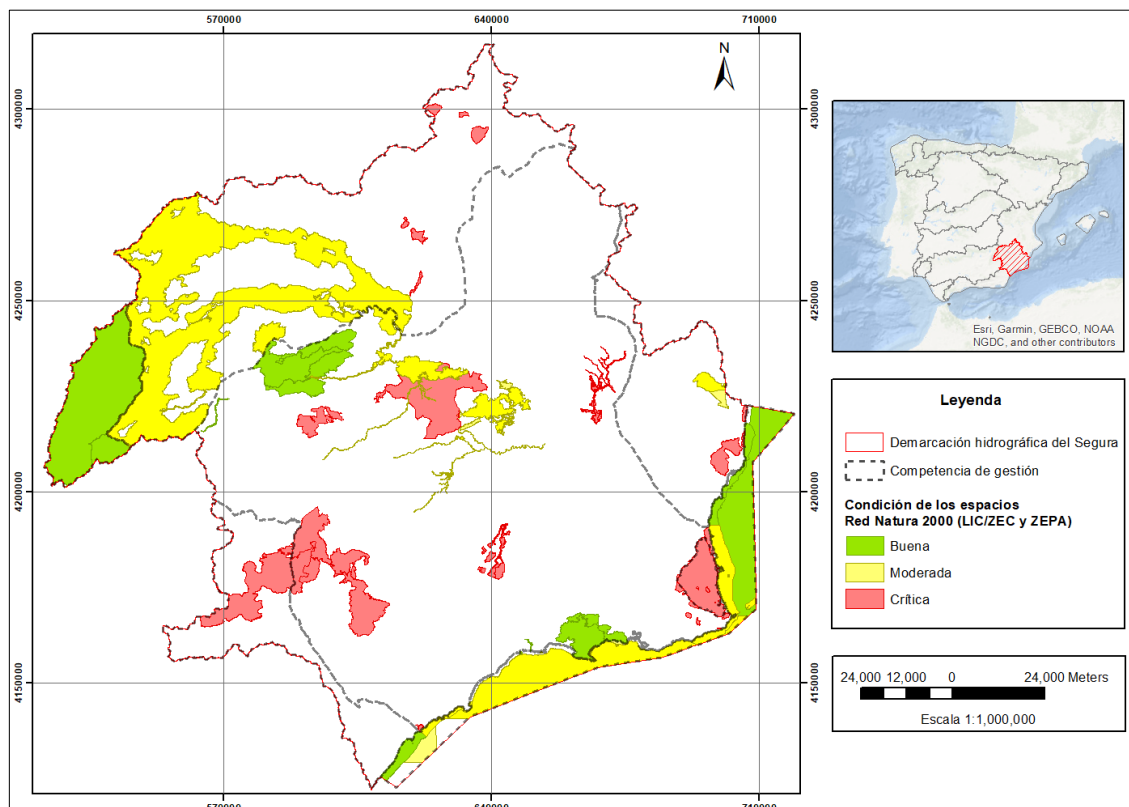 570000
640000
710000
N
4300000
4250000
4200000
4150000
4300000
4250000
4200000
4150000
570000
640000
710000
Esri, Garmin, GEBCO, NOAA
NGDC, and other contributors
Leyenda
Demarcación hidrográfica del Segura
Competencia de gestión
Condición de los espacios
Red Natura 2000 (LIC/ZEC y ZEPA)
Buena
Moderada
Crítica
24,000 12,000 0 24,000 Meters
Escala 1:1,000,000